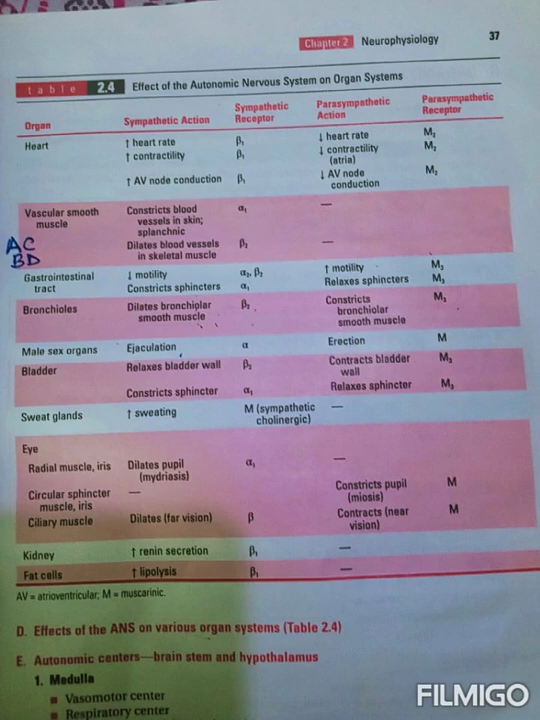 Chapter 2 Neurophysiology 37
table 2.4 Effect of the Autonomic Nervous System on Organ Systems
Organ Sympathetic Action Sympathetic Receptor Parasympathetic Action Parasympathetic Receptor
Heart ↑ heart rate β₁ ↓ heart rate M₂
↑ contractility β₁ ↓ contractility (atria) M₂
↑ AV node conduction β₁ ↓ AV node conduction M₂
Vascular smooth muscle Constricts blood vessels in skin; splanchnic α₁ —
Dilates blood vessels in skeletal muscle β₂ —
AC
BD
Gastrointestinal tract ↓ motility α₂, β₂ ↑ motility M₃
Constricts sphincters α₁ Relaxes sphincters M₃
Bronchioles Dilates bronchiolar smooth muscle β₂ Constricts bronchiolar smooth muscle M₃
Male sex organs Ejaculation α Erection M
Bladder Relaxes bladder wall β₂ Contracts bladder wall M₃
Constricts sphincter α₁ Relaxes sphincter M₃
Sweat glands ↑ sweating M (sympathetic cholinergic) —
Eye
Radial muscle, iris Dilates pupil (mydriasis) α₁ —
Circular sphincter muscle, iris — Constricts pupil (miosis) M
Ciliary muscle Dilates (far vision) β Contracts (near vision) M
Kidney ↑ renin secretion β₁ —
Fat cells ↑ lipolysis β₁ —
AV = atrioventricular; M = muscarinic.
D. Effects of the ANS on various organ systems (Table 2.4)
E. Autonomic centers—brain stem and hypothalamus
1. Medulla
■ Vasomotor center
■ Respiratory center
FILMIGO